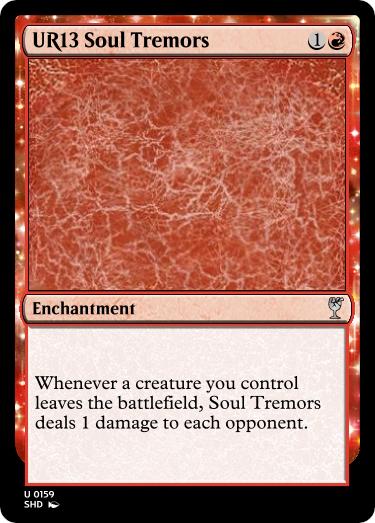 UR13 Soul Tremors 1
Enchantment
Whenever a creature you control
leaves the battlefield, Soul Tremors
deals 1 damage to each opponent.
U 0159
SHD